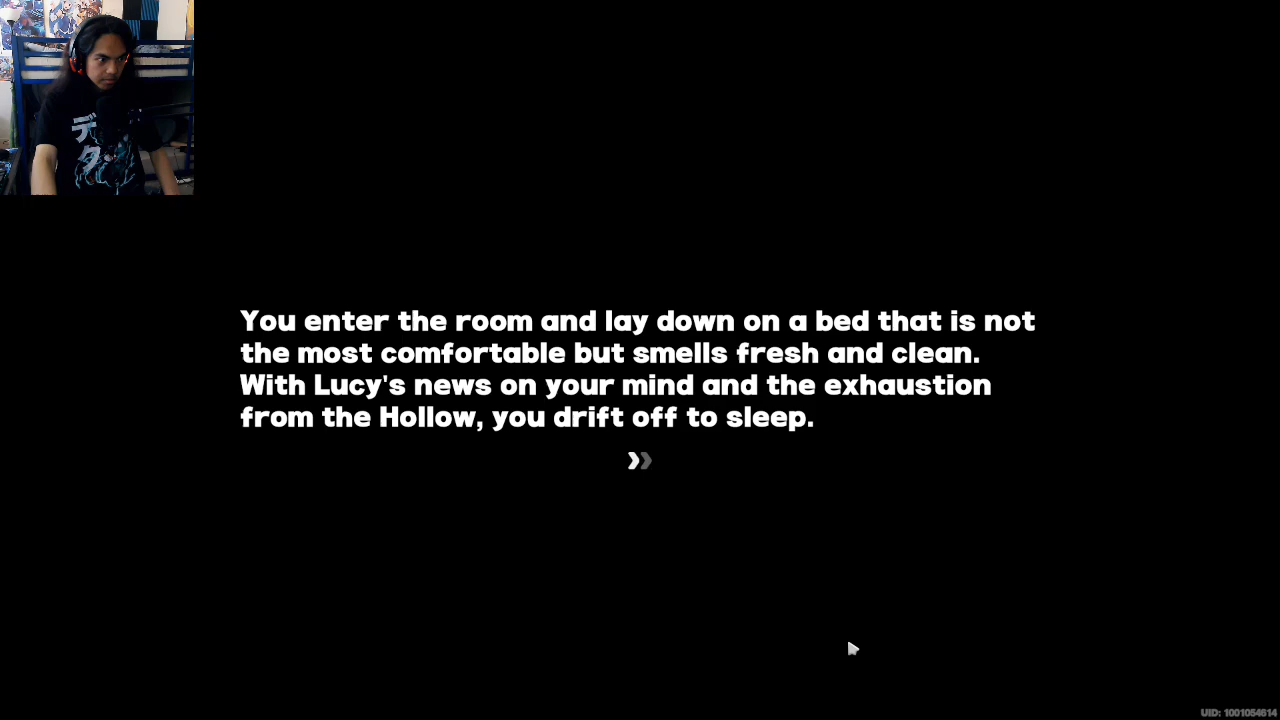 デ
タ
You enter the room and lay down on a bed that is not
the most comfortable but smells fresh and clean.
With Lucy's news on your mind and the exhaustion
from the Hollow, you drift off to sleep.
UID: 1001054614